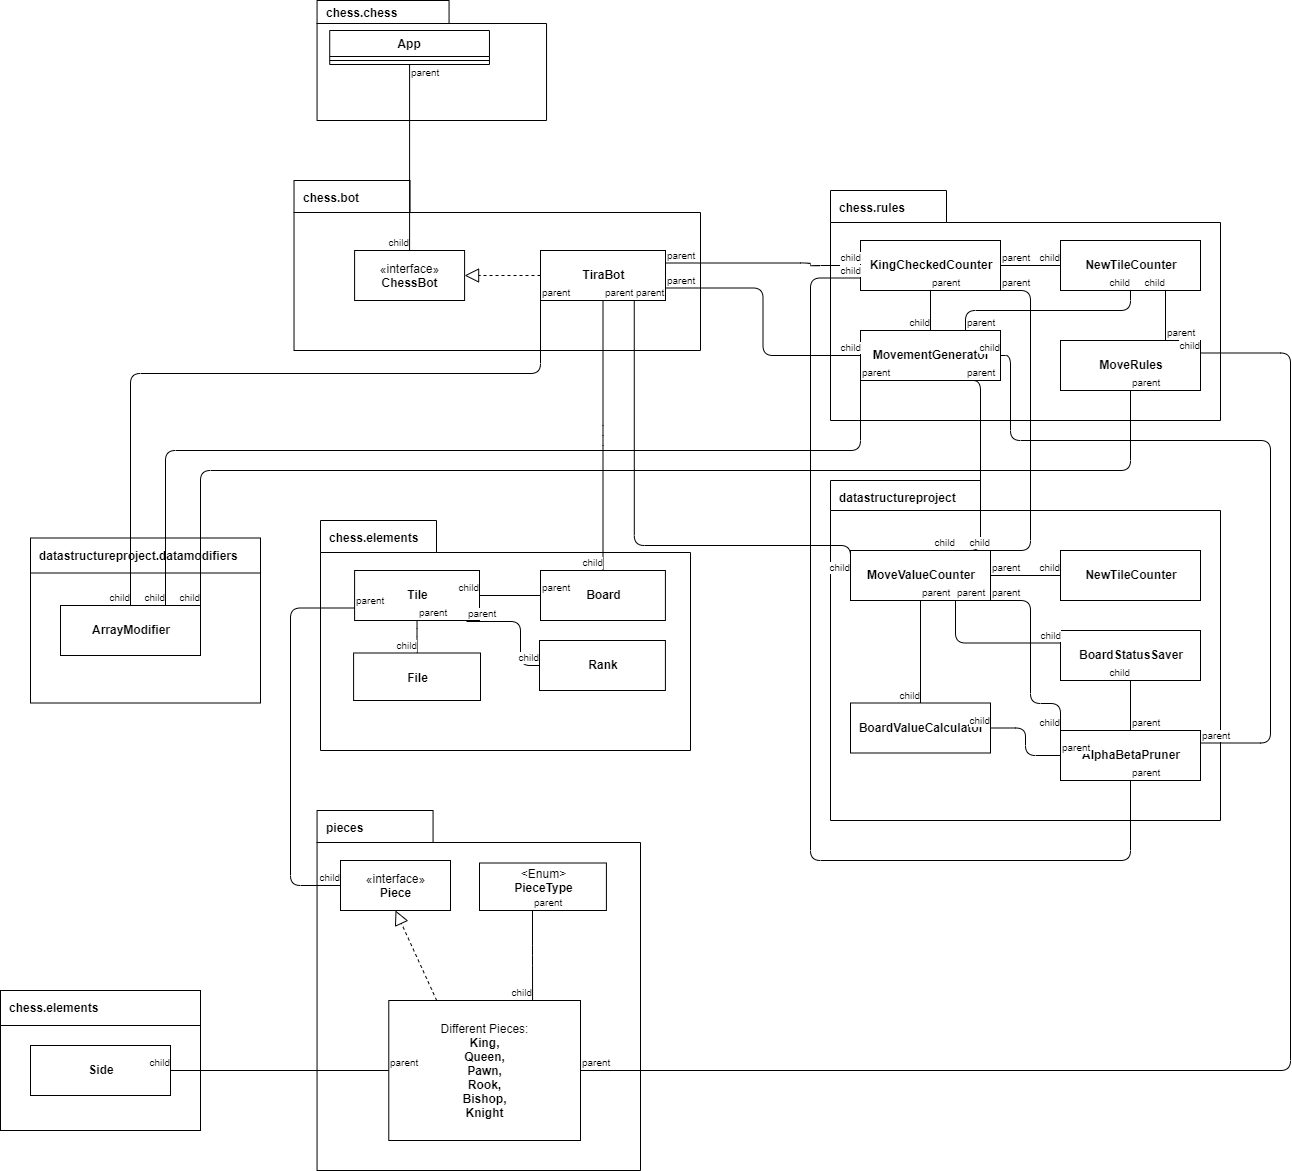 chess.chess
App
parent
chess.bot
child
«interface»
ChessBot
TiraBot
parent
parent
parent
parent
parent
chess.rules
child
child
KingCheckedCounter
parent
child
NewTileCounter
parent
parent
child
child
child
parent
parent
child
MovementGenerator
child
child
MoveRules
parent
parent
parent
datastructureproject
child
child
child
MoveValueCounter
parent
child
NewTileCounter
parent
parent
parent
child
BoardStatusSaver
child
child
BoardValueCalculator
child
child
parent
parent
parent
AlphaBetaPruner
parent
datastructureproject.datamodifiers
child
child
child
ArrayModifier
chess.elements
child
Tile
child
parent
Board
parent
parent
parent
child
File
child
Rank
pieces
child
«interface»
Piece
<Enum>
PieceType
parent
child
Different Pieces:
King,
Queen,
Pawn,
Rook,
Bishop,
Knight
parent
parent
chess.elements
Side
child